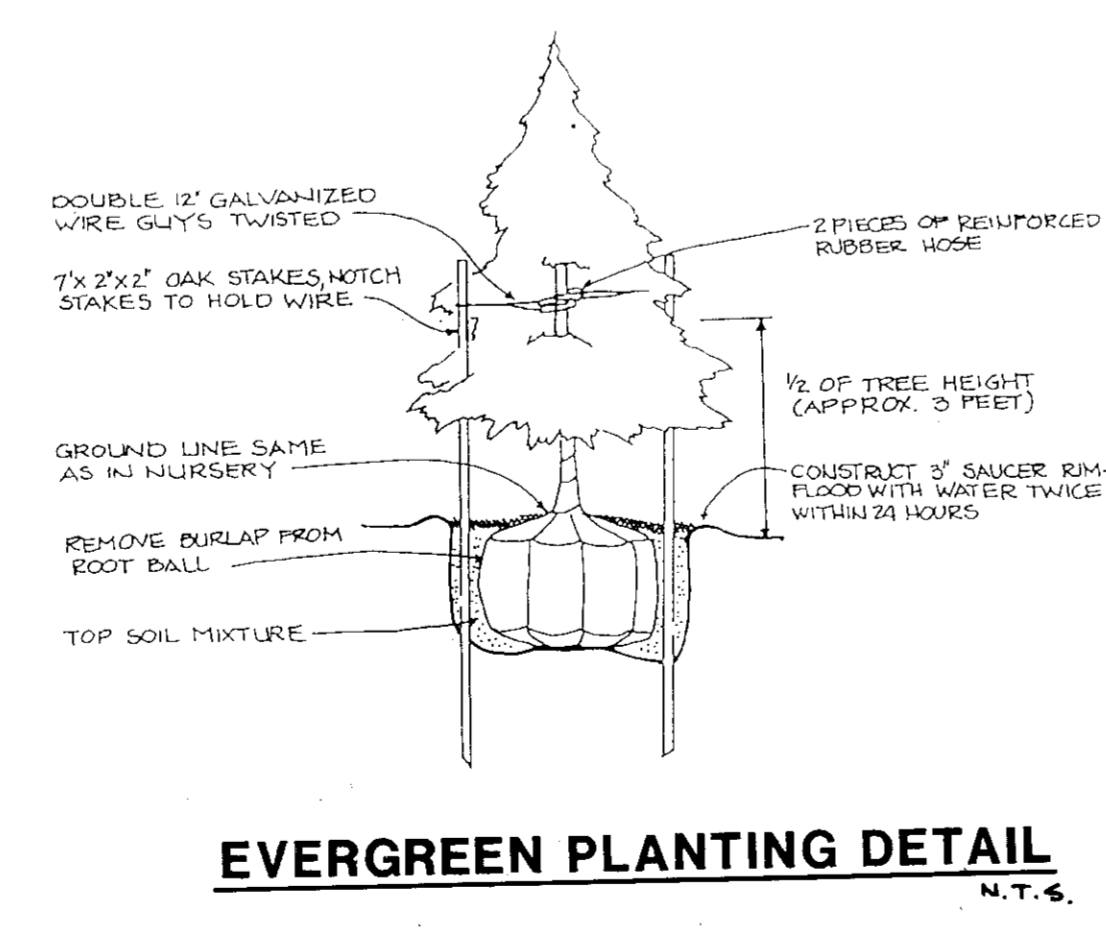 DOUBLE 12" GALVANIZED
WIRE GUYS TWISTED
7'X 2"X2" OAK STAKES, NOTCH
STAKES TO HOLD WIRE
GROUND LINE SAME
AS IN NURSERY
REMOVE BURLAP FROM
ROOT BALL
TOP SOIL MIXTURE
2 PIECES OF REINFORCED
RUBBER HOSE
1/2 OF TREE HEIGHT
(APPROX. 3 FEET)
CONSTRUCT 3" SAUCER RIM-
FLOOD WITH WATER TWICE
WITHIN 24 HOURS
EVERGREEN PLANTING DETAIL
N.T.S.